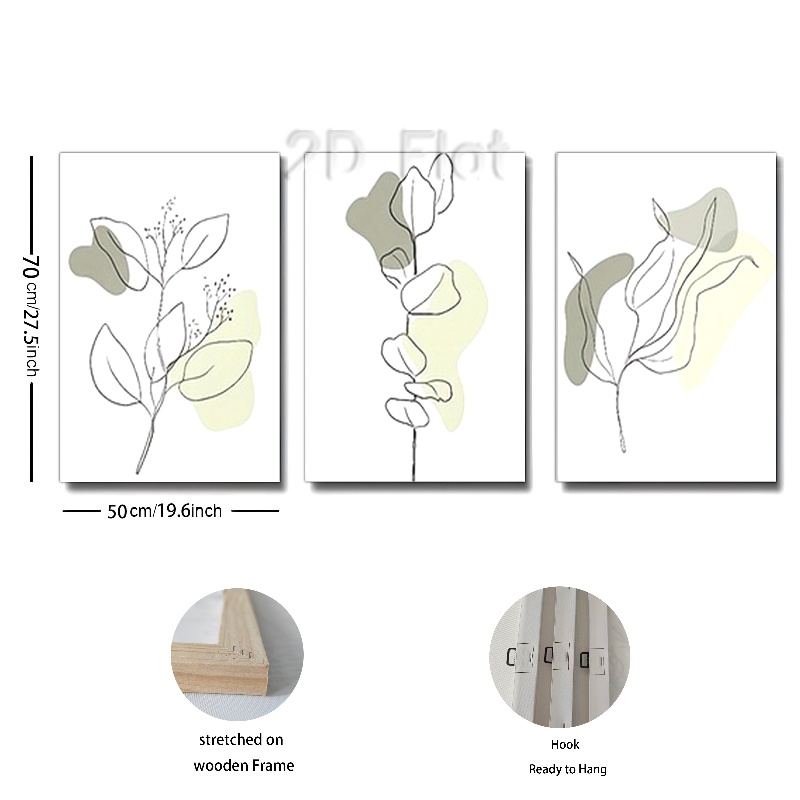 2D Flat
70 cm/27.5inch
50cm/19.6inch
stretched on
wooden Frame
Hook
Ready to Hang